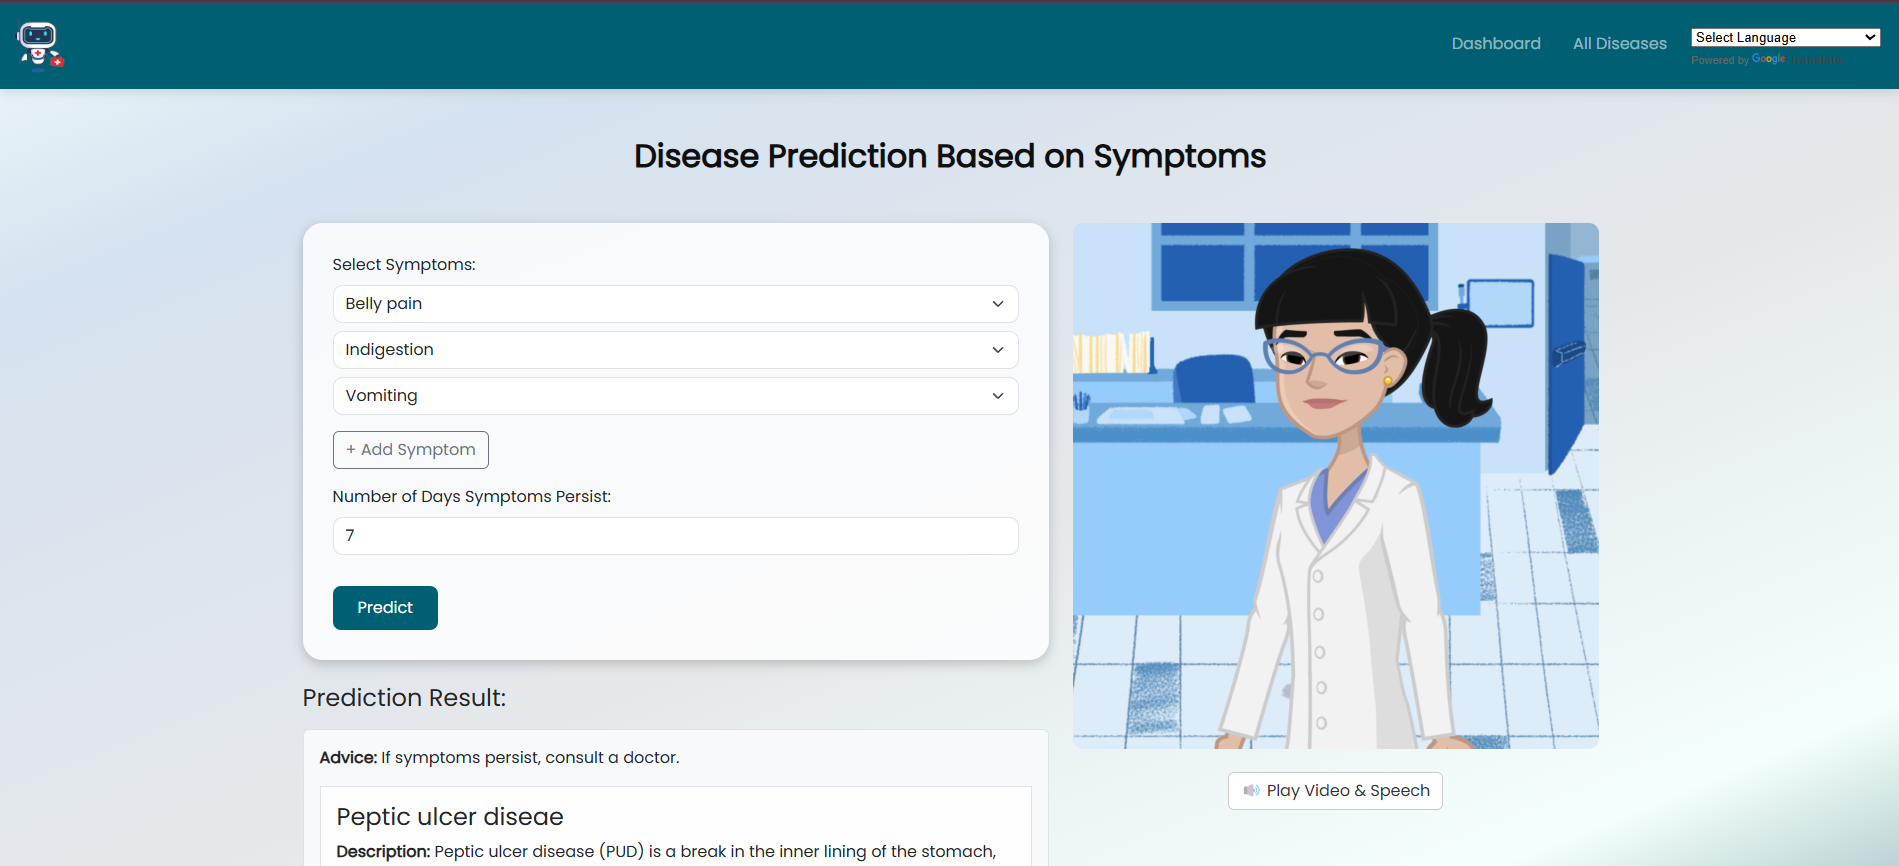 Dashboard
All Diseases
Select Language
Powered by Google Translate
Disease Prediction Based on Symptoms
Select Symptoms:
Belly pain
Indigestion
Vomiting
+ Add Symptom
Number of Days Symptoms Persist:
7
Predict
Prediction Result:
Advice: If symptoms persist, consult a doctor.
Peptic ulcer diseae
Description: Peptic ulcer disease (PUD) is a break in the inner lining of the stomach,
Play Video & Speech